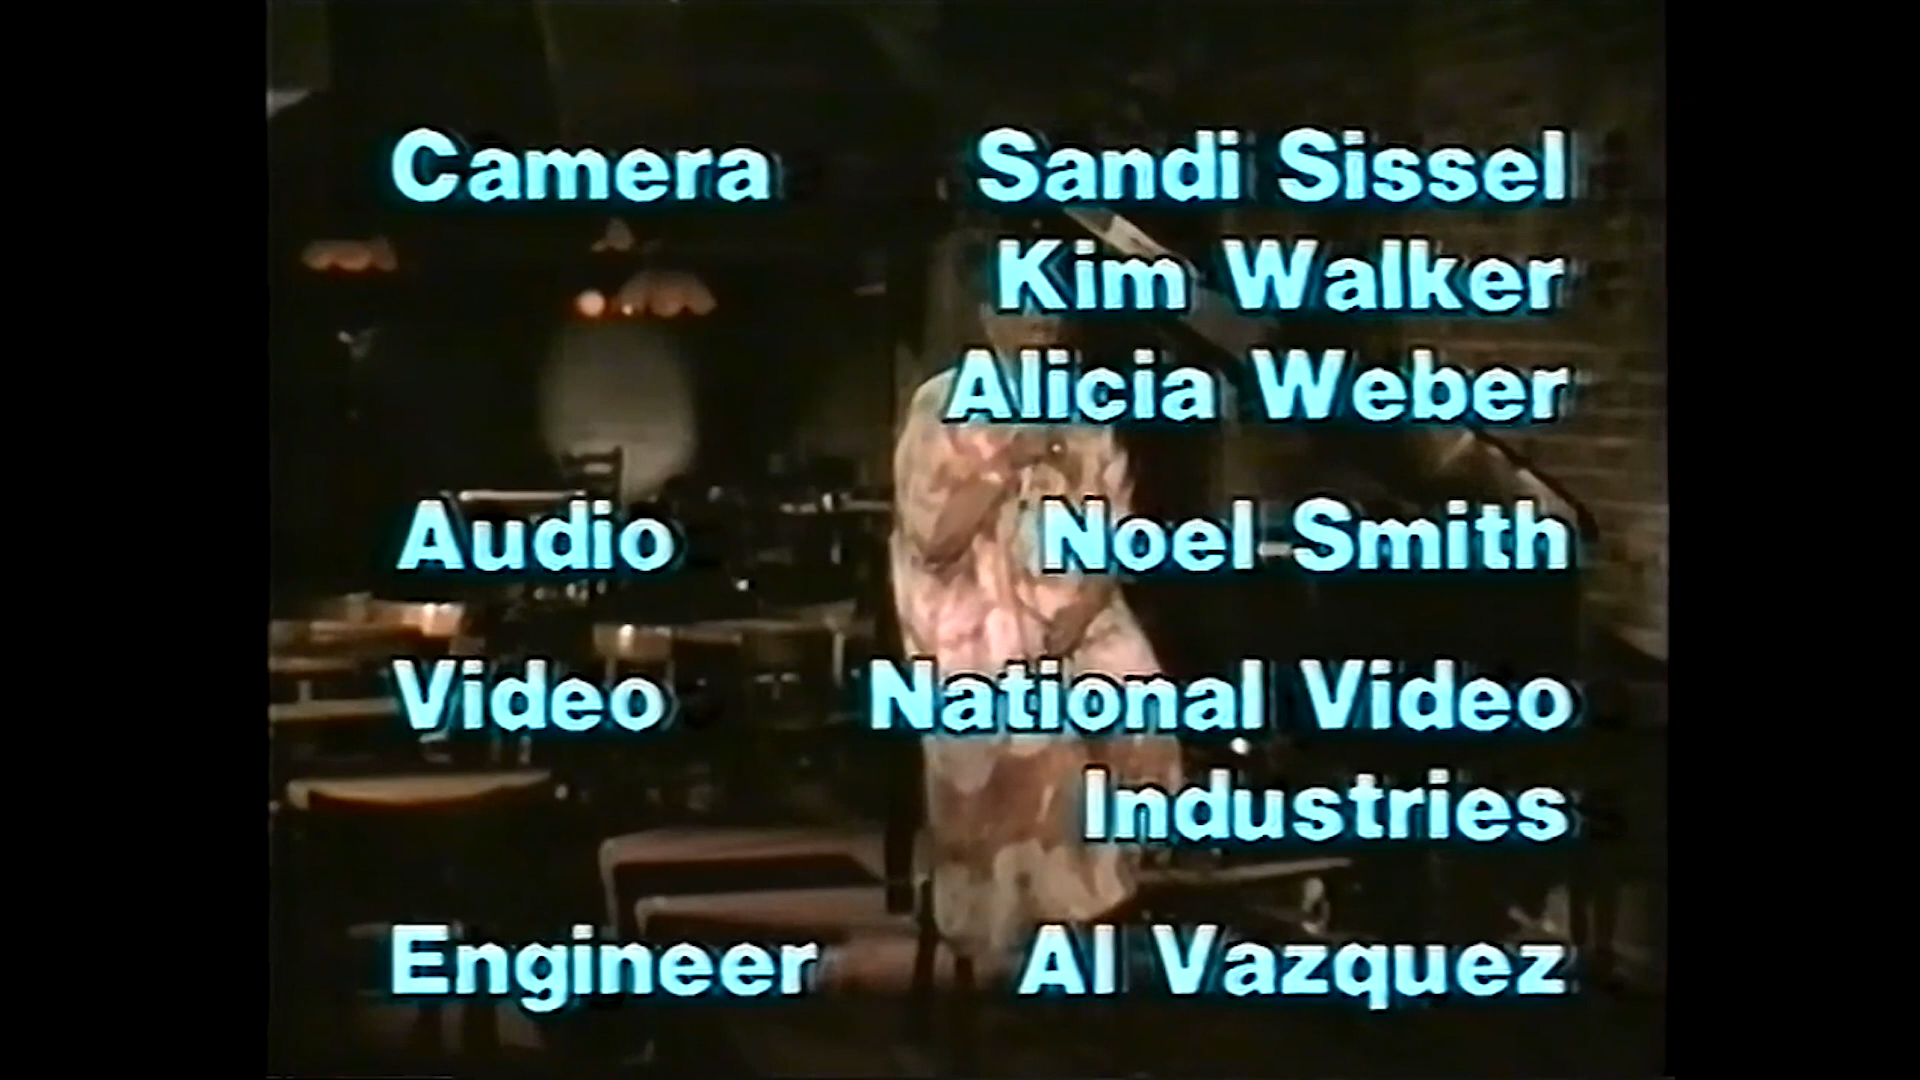 Camera Sandi Sissel
Kim Walker
Alicia Weber
Audio Noel Smith
Video National Video
Industries
Engineer Al Vazquez